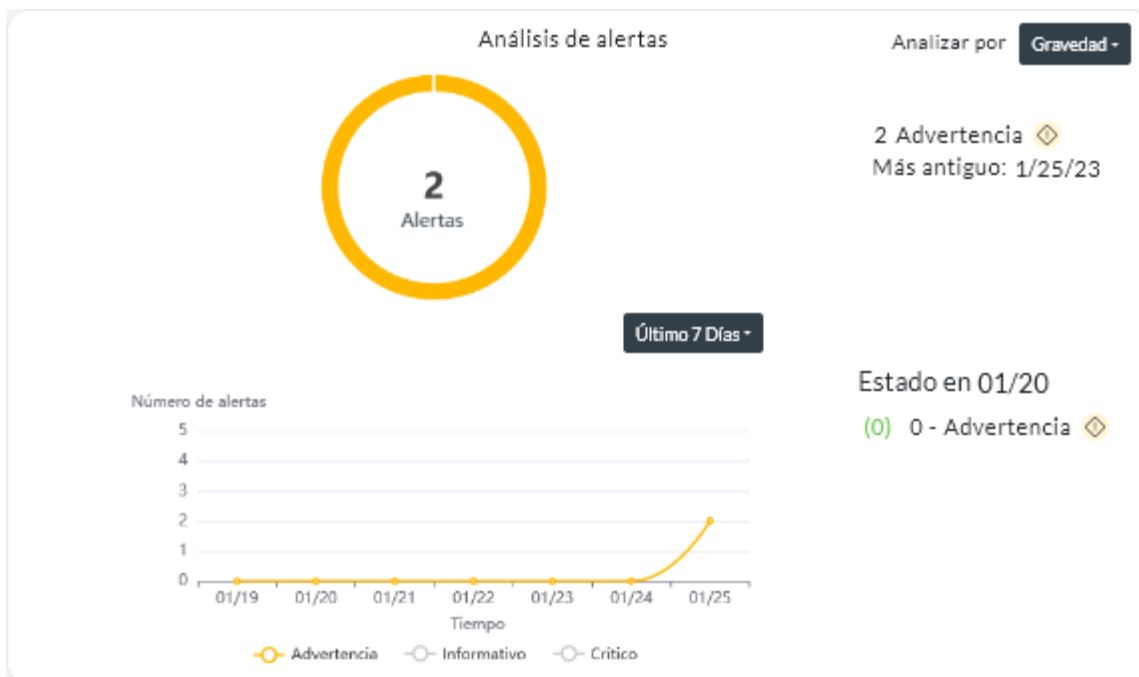 Análisis de alertas
Analizar por Gravedad
2
Alertas
2 Advertencia
Más antiguo: 1/25/23
Último 7 Días
Número de alertas
5
4
3
2
1
0
01/19 01/20 01/21 01/22 01/23 01/24 01/25
Tiempo
Advertencia Informativo Crítico
Estado en 01/20
(0) 0 - Advertencia